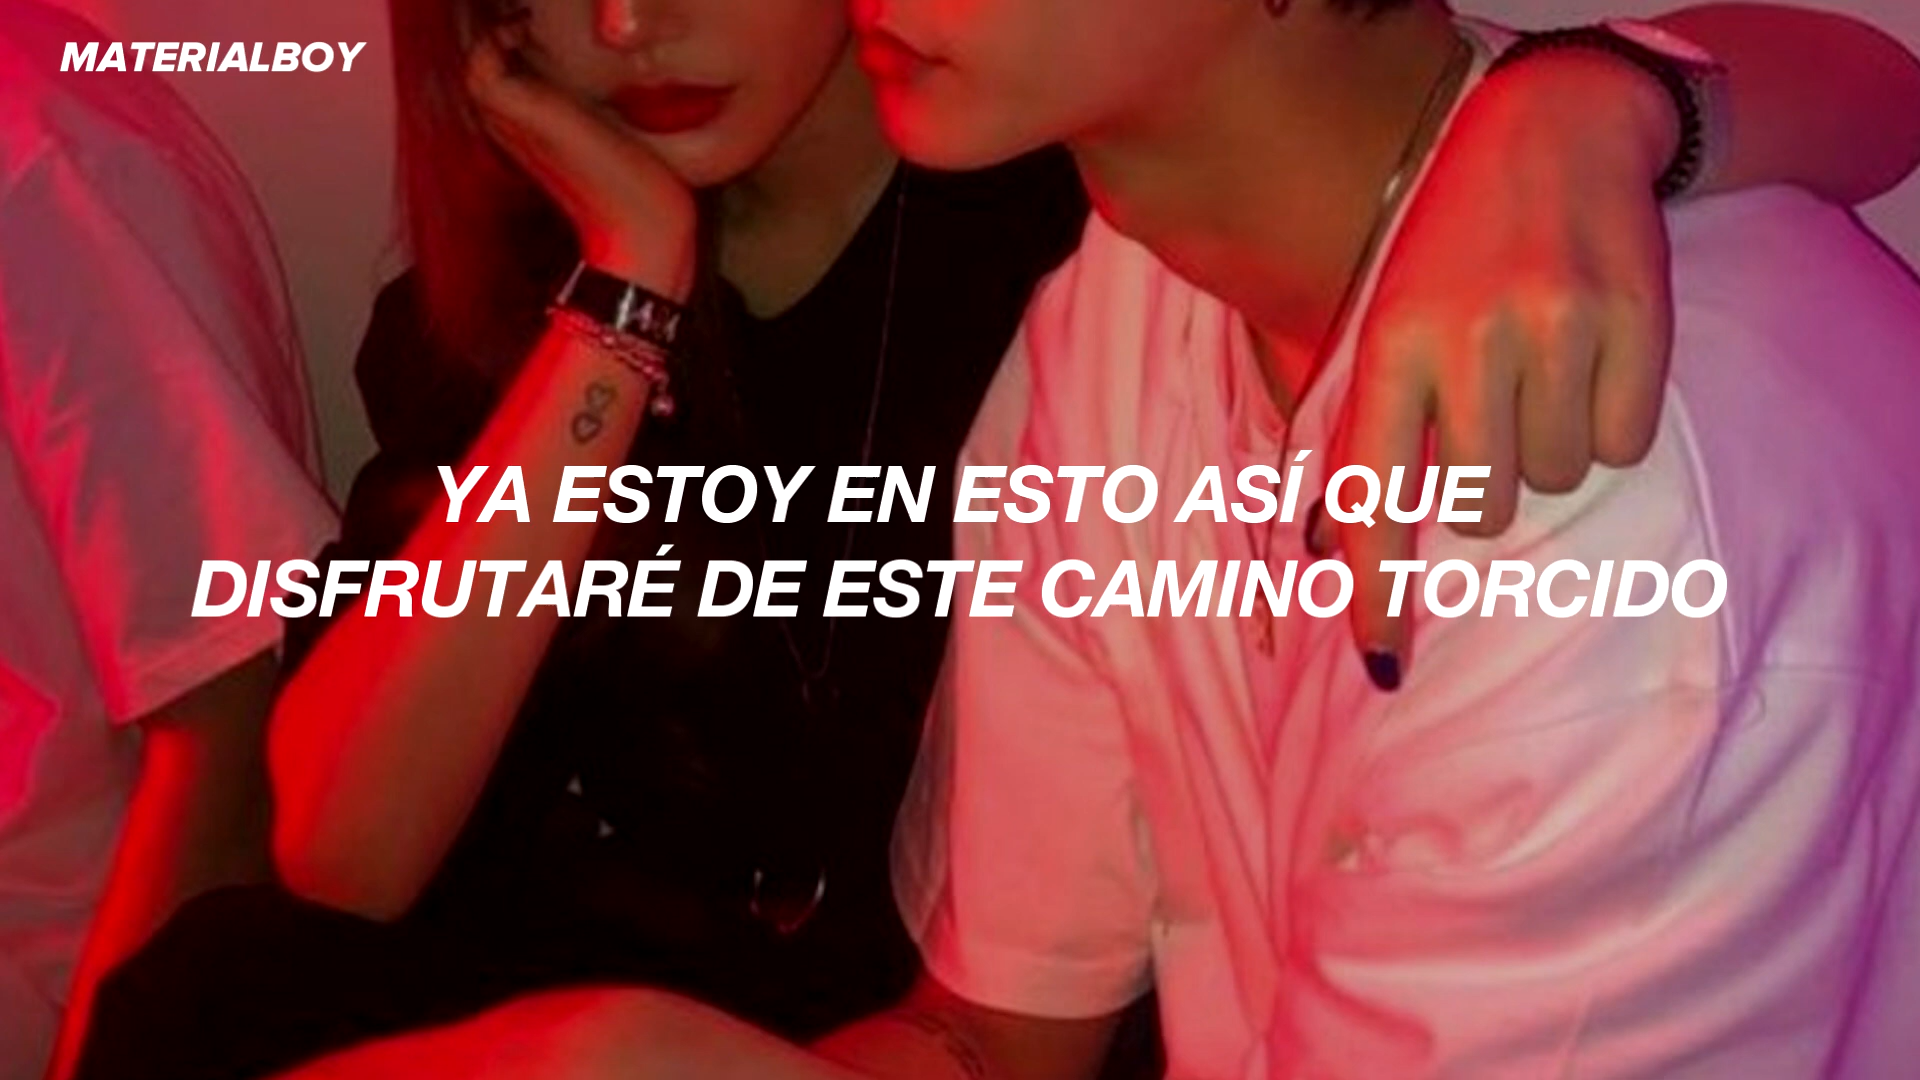 MATERIALBOY
YA ESTOY EN ESTO ASÍ QUE
DISFRUTARÉ DE ESTE CAMINO TORCIDO